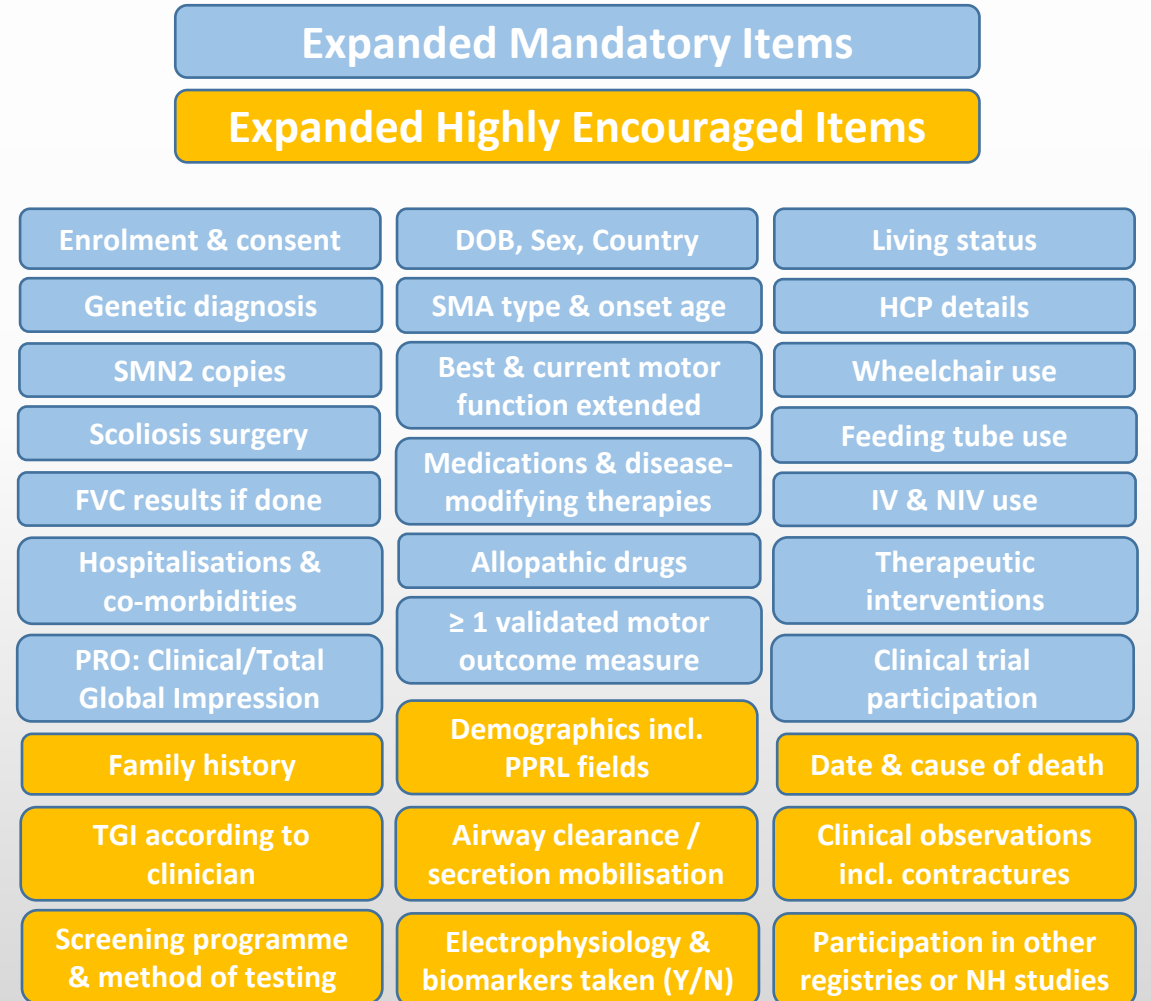 Expanded Mandatory Items
Expanded Highly Encouraged Items
Enrolment & consent
DOB, Sex, Country
Living status
Genetic diagnosis
SMA type & onset age
HCP details
SMN2 copies
Best & current motor
function extended
Wheelchair use
Scoliosis surgery
Medications & disease-
modifying therapies
Feeding tube use
FVC results if done
Allopathic drugs
IV & NIV use
Hospitalisations &
co-morbidities
≥ 1 validated motor
outcome measure
Therapeutic
interventions
PRO: Clinical/Total
Global Impression
Demographics incl.
PPRL fields
Clinical trial
participation
Family history
Date & cause of death
TGI according to
clinician
Airway clearance /
secretion mobilisation
Clinical observations
incl. contractures
Screening programme
& method of testing
Electrophysiology &
biomarkers taken (Y/N)
Participation in other
registries or NH studies